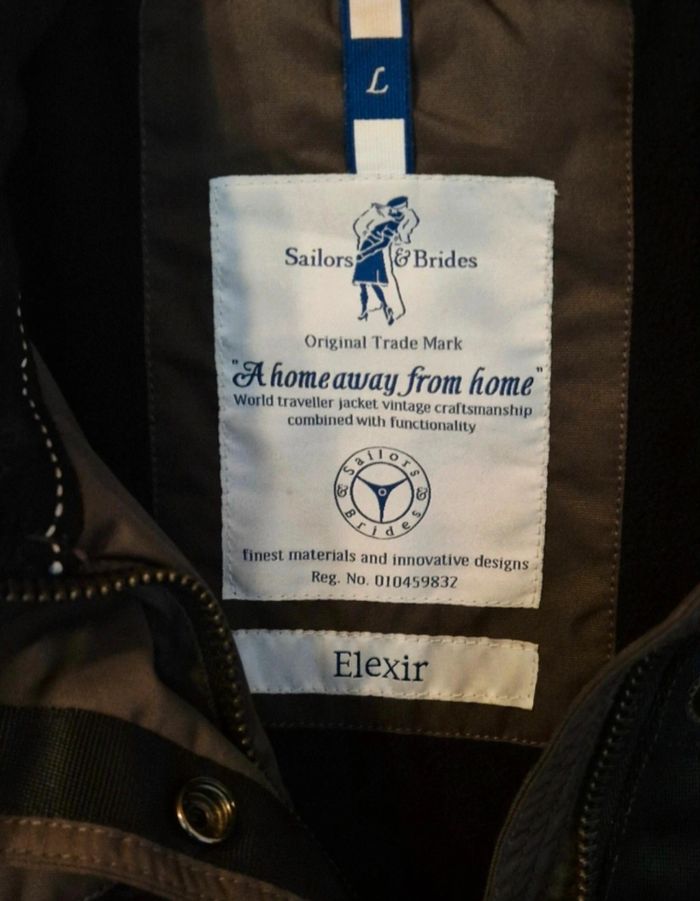 L
Sailors & Brides
Original Trade Mark
"A home away from home"
World traveller jacket vintage craftsmanship
combined with functionality
Sailors
Brides
finest materials and innovative designs
Reg. No. 010459832
Elexir